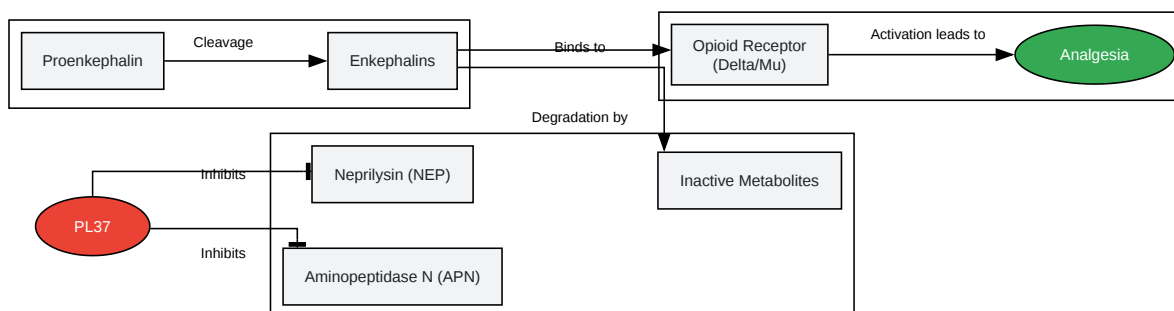 Proenkephalin
Cleavage
Enkephalins
Binds to
Opioid Receptor
(Delta/Mu)
Activation leads to
Analgesia
Degradation by
Inhibits
Neprilysin (NEP)
Inactive Metabolites
PL37
Inhibits
Aminopeptidase N (APN)